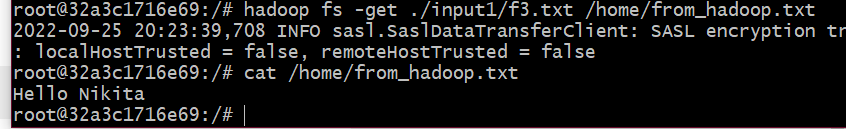 root@32a3c1716e69:/# hadoop fs -get ./input1/f3.txt /home/from_hadoop.txt
2022-09-25 20:23:39,708 INFO sasl.SaslDataTransferClient: SASL encryption tr
: localHostTrusted = false, remoteHostTrusted = false
root@32a3c1716e69:/# cat /home/from_hadoop.txt
Hello Nikita
root@32a3c1716e69:/#